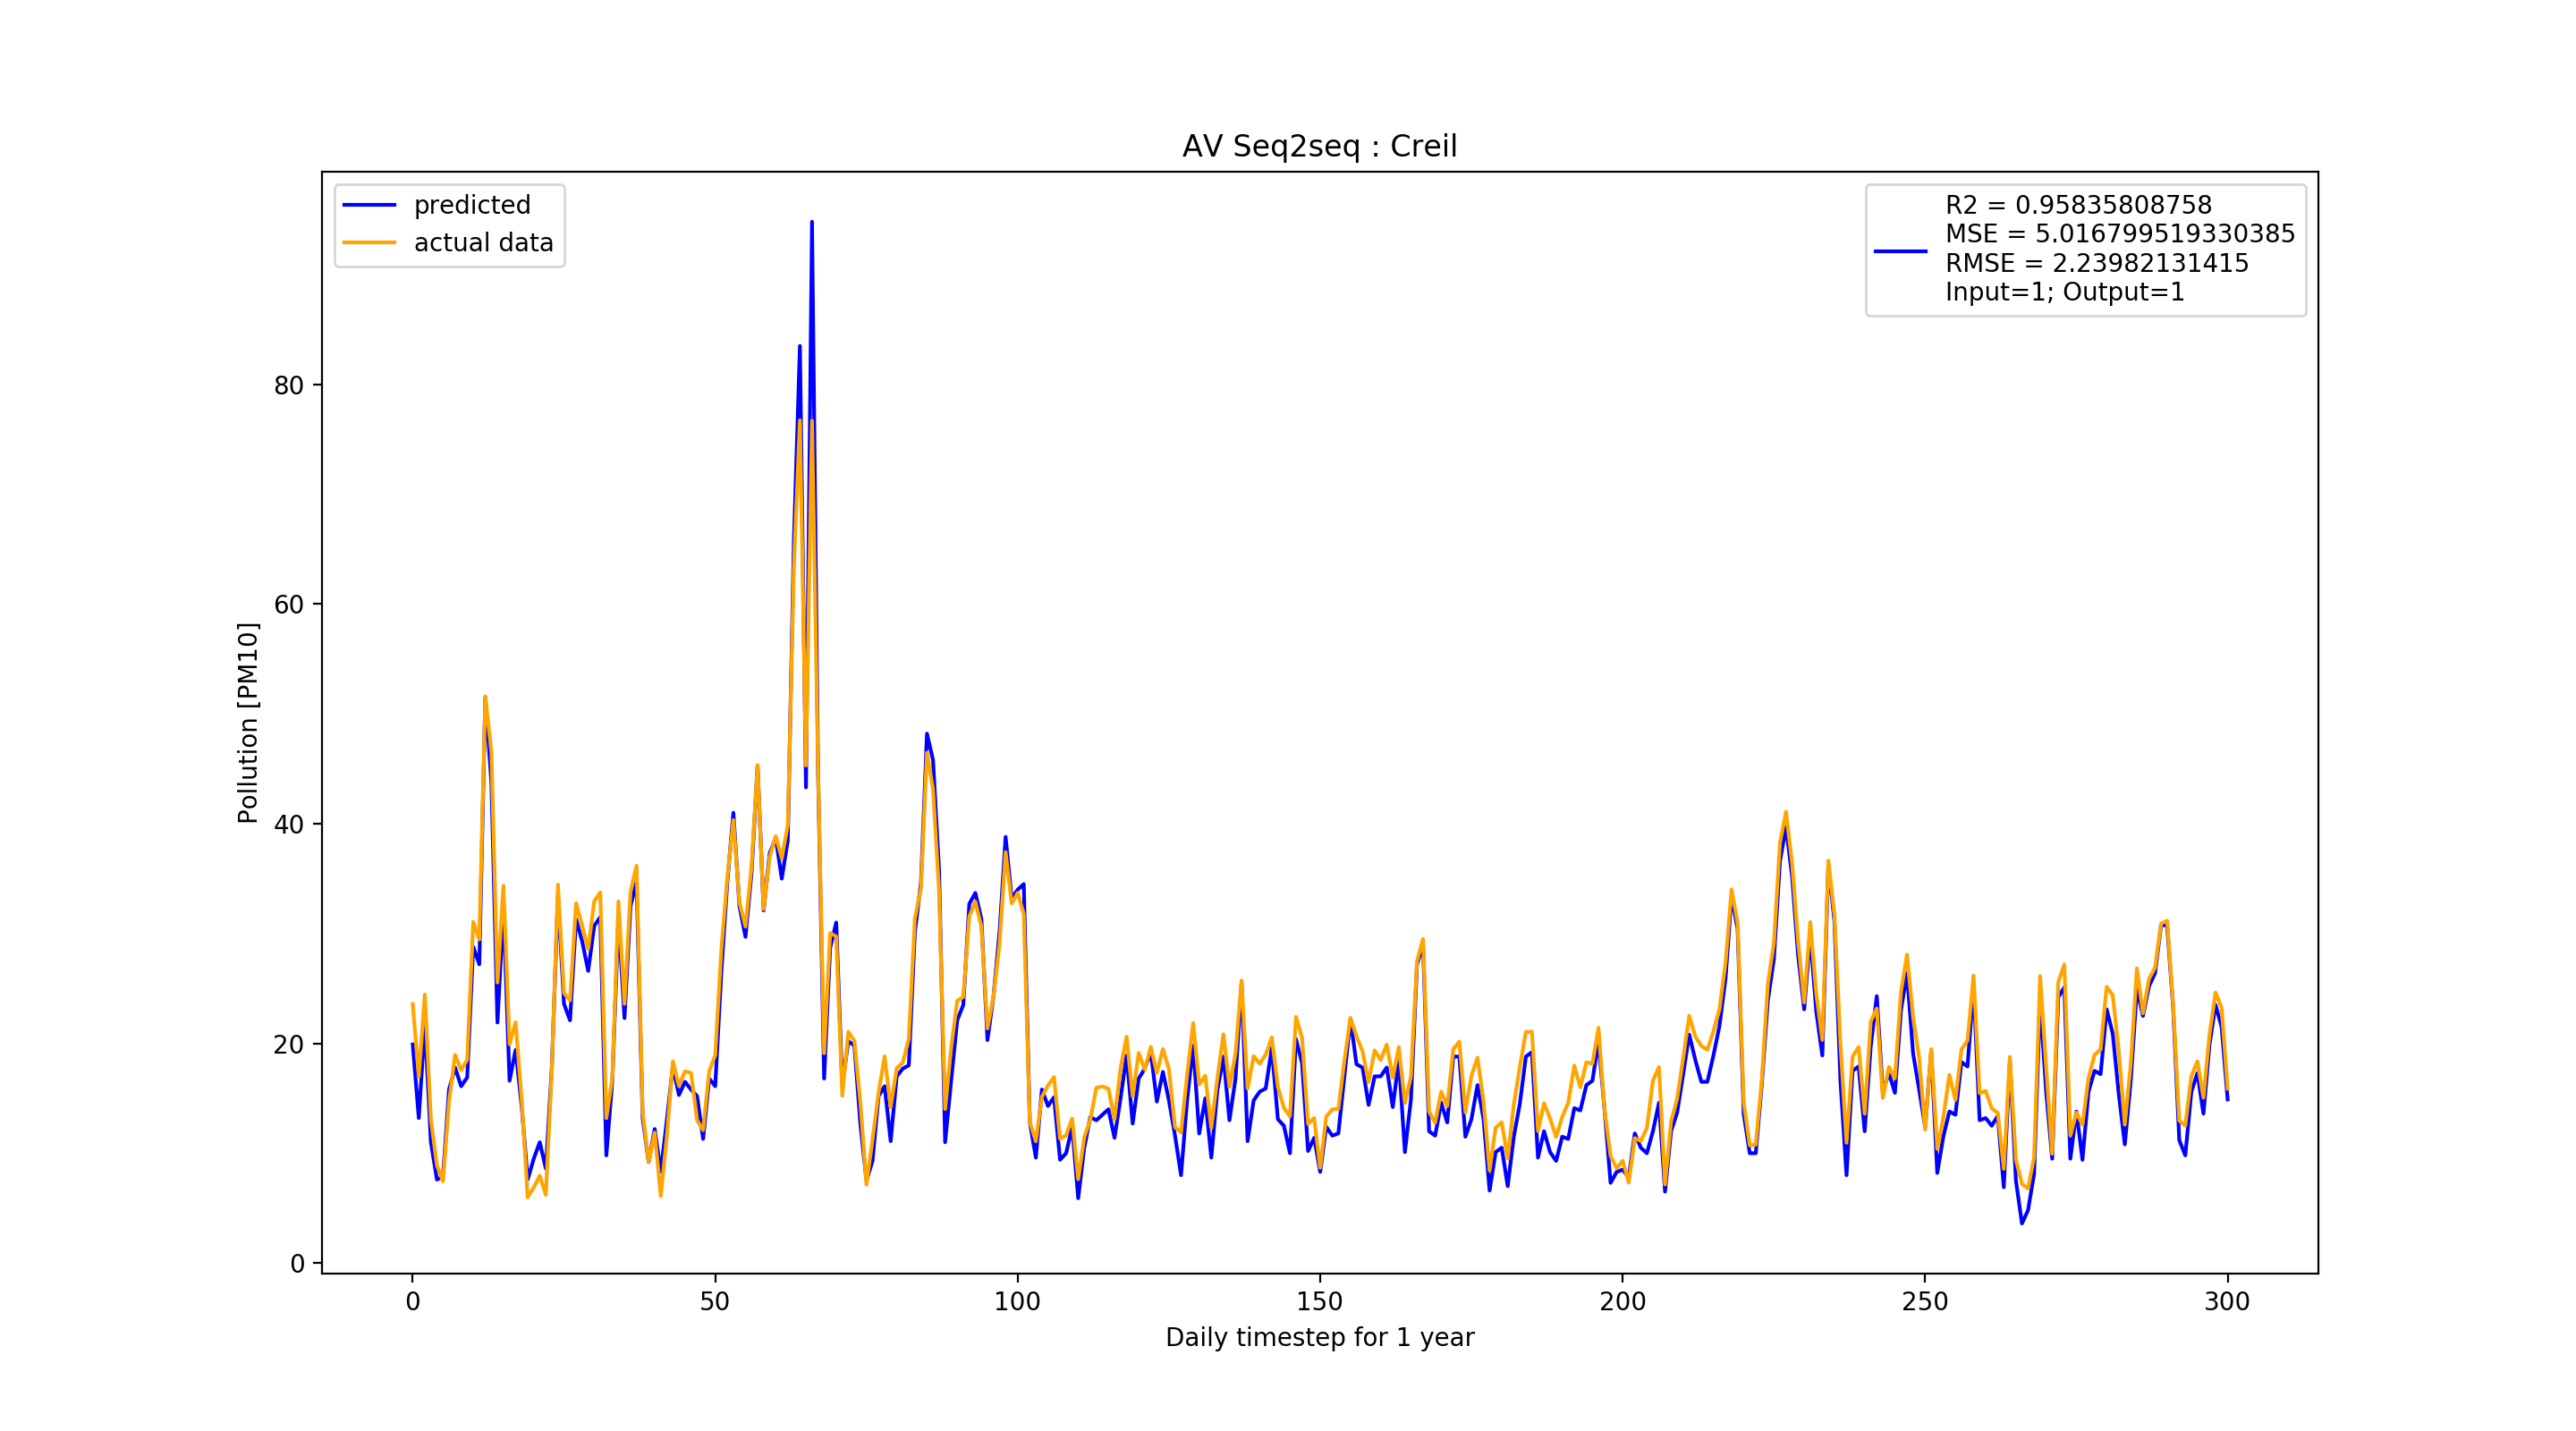 AV Seq2seq : Creil
predicted
actual data
R2 = 0.95835808758
MSE = 5.016799519330385
RMSE = 2.23982131415
Input=1; Output=1
Pollution [PM10]
80
60
40
20
0
0 50 100 150 200 250 300
Daily timestep for 1 year